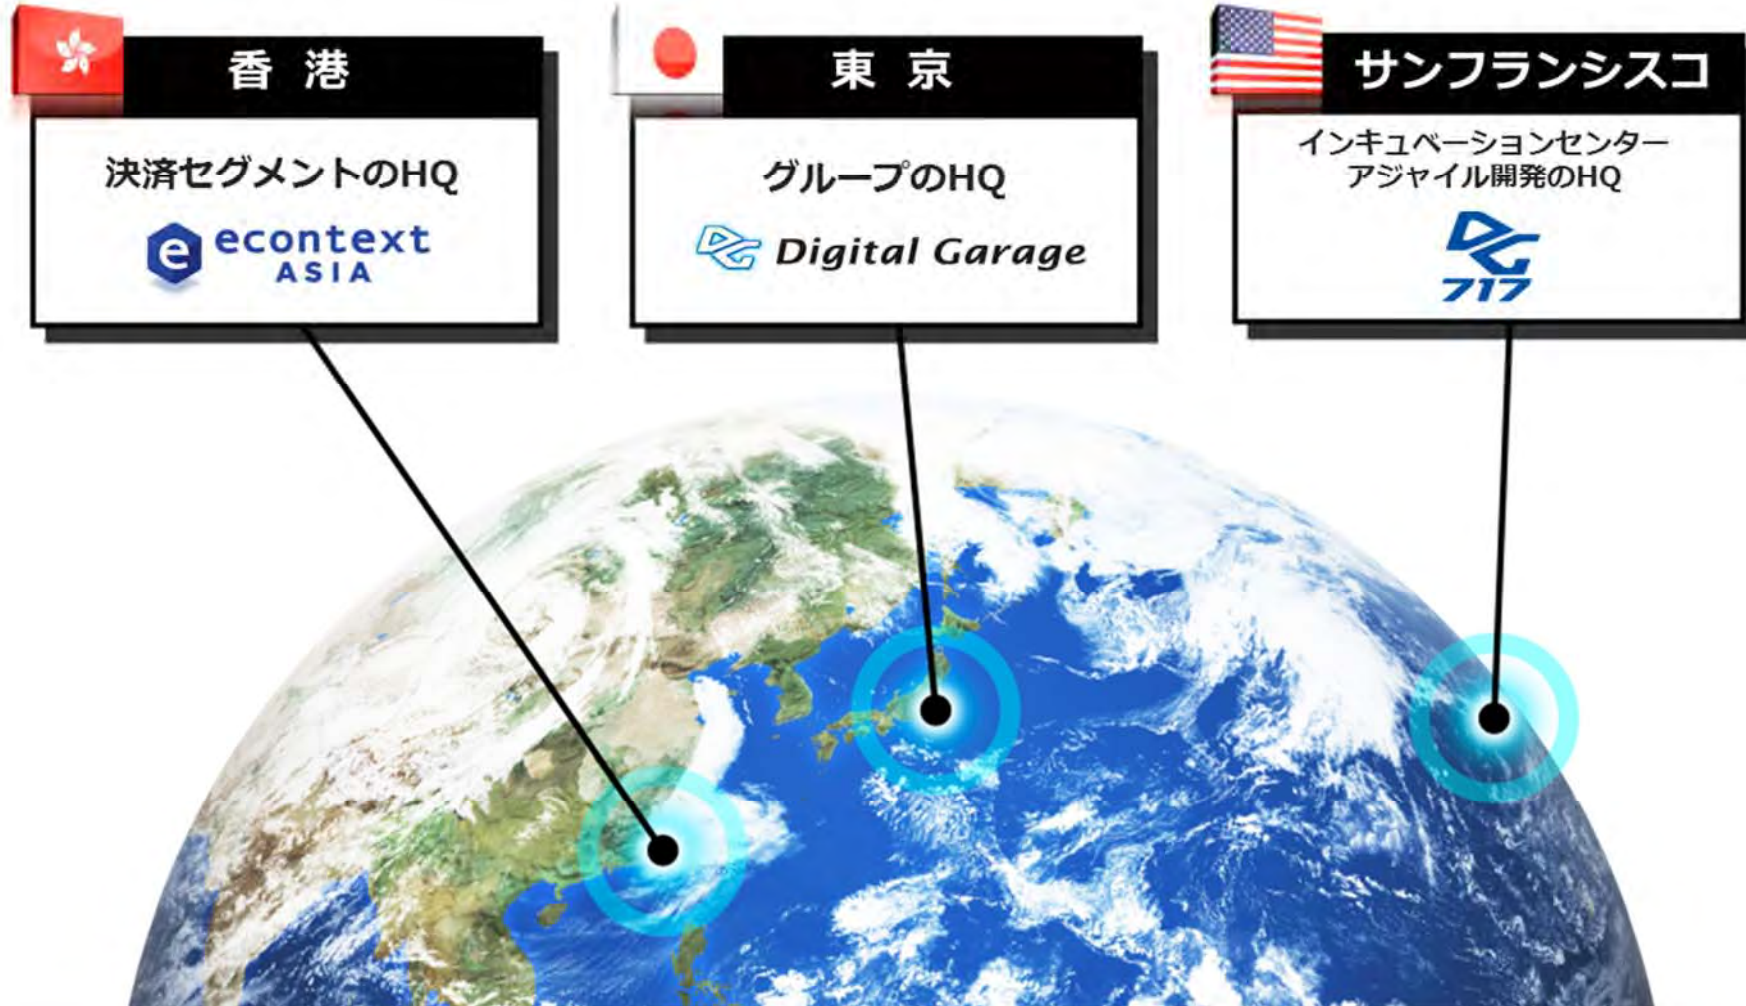 香港
決済セグメントのHQ
e econtext
ASIA
東京
グループのHQ
DG Digital Garage
サンフランシスコ
インキュベーションセンター
アジャイル開発のHQ
DG
717